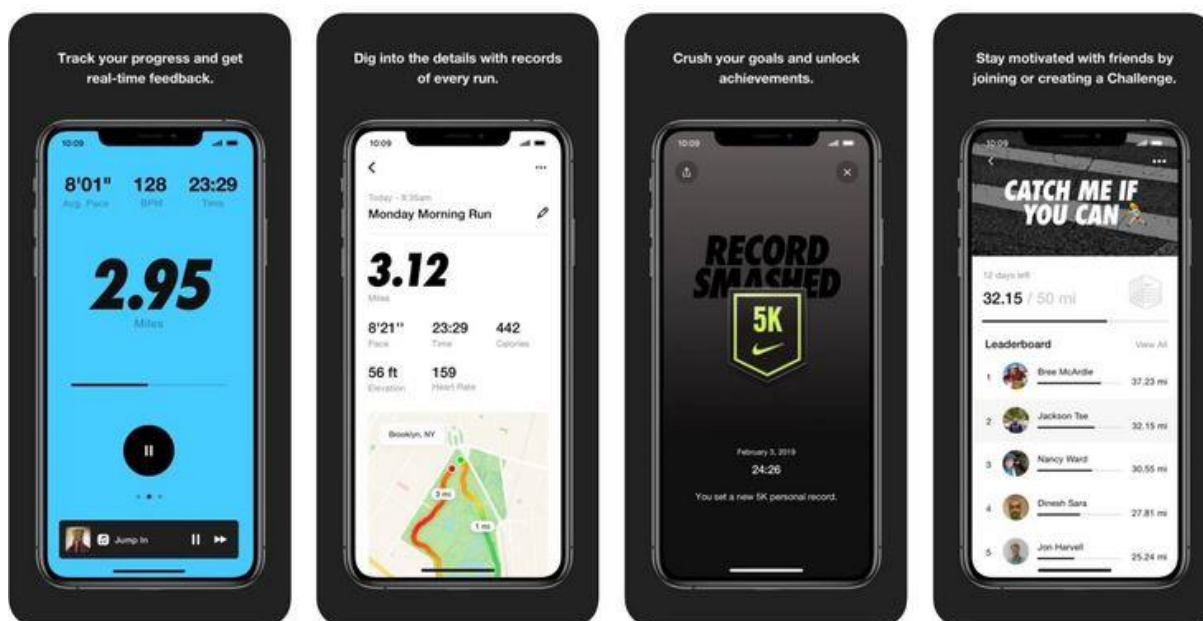 Track your progress and get
real-time feedback.
10:09
8'01" 128 23:29
Avg. Pace BPM Time
2.95
Miles
Jump In
Dig into the details with records
of every run.
10:09
Today - 9:35am
Monday Morning Run
3.12
Miles
8'21" 23:29 442
Pace Time Calories
56 ft 159
Elevation Heart Rate
Brooklyn, NY
3 mi
1 mi
Crush your goals and unlock
achievements.
10:09
RECORD
SMASHED
5K
February 3, 2019
24:26
You set a new 5K personal record.
Stay motivated with friends by
joining or creating a Challenge.
10:09
CATCH ME IF
YOU CAN
12 days left
32.15 / 50 mi
Leaderboard View All
1 Bree McArdle 37.23 mi
2 Jackson Tse 32.15 mi
3 Nancy Ward 30.55 mi
4 Dinesh Sara 27.81 mi
5 Jon Harvell 25.24 mi